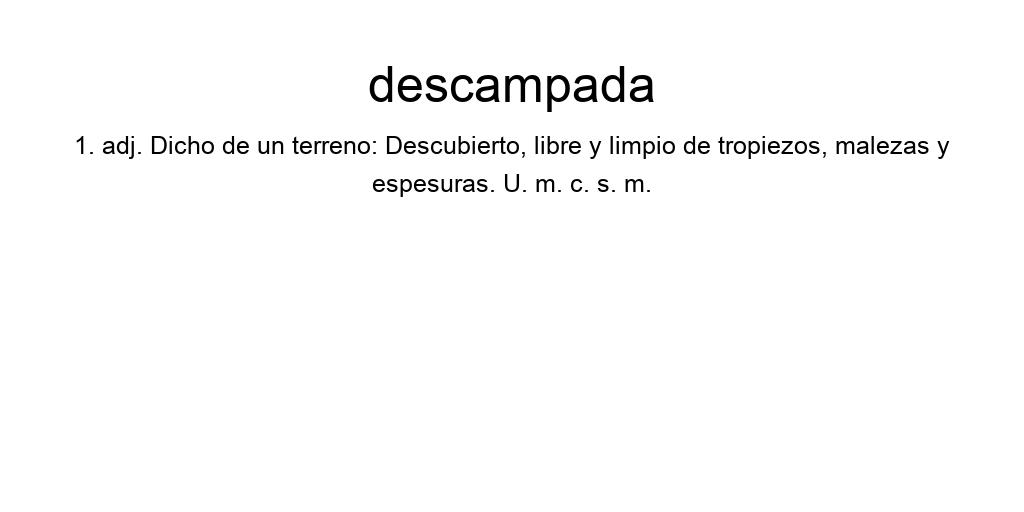 descampada
1. adj. Dicho de un terreno: Descubierto, libre y limpio de tropiezos, malezas y
espesuras. U. m. c. s. m.